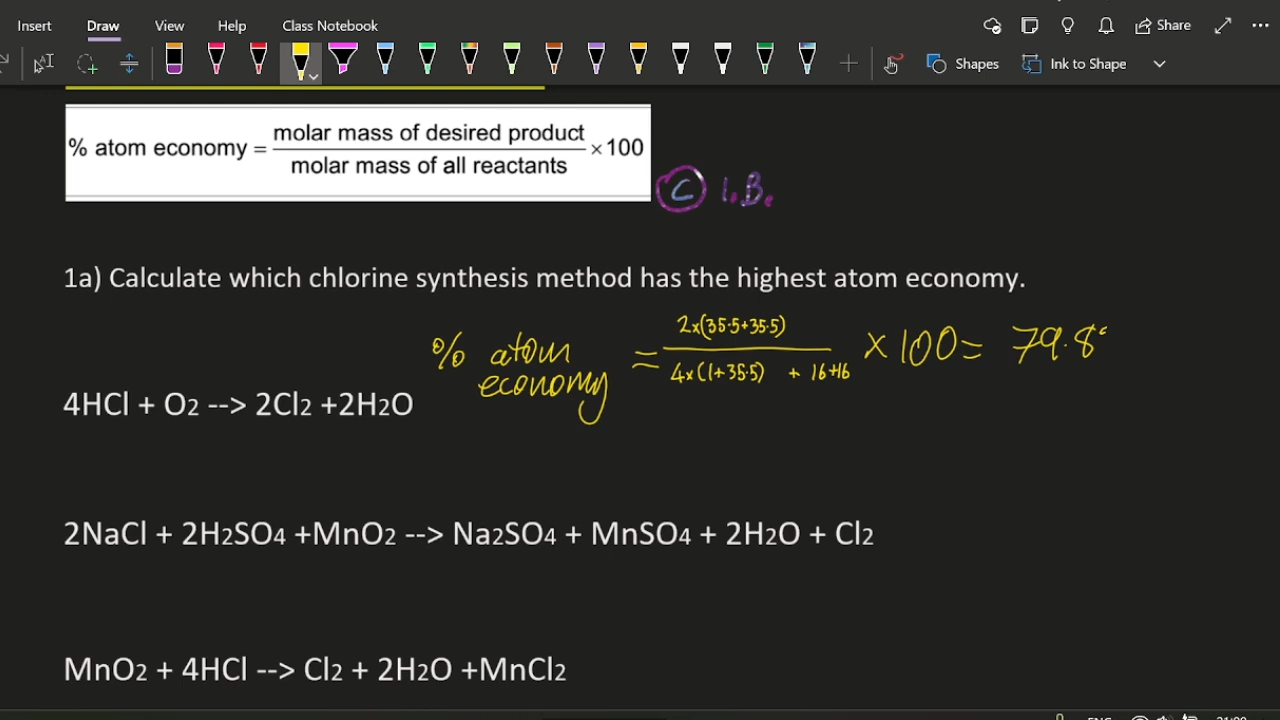 Insert Draw View Help Class Notebook Share
Shapes Ink to Shape
% atom economy = molar mass of desired product / molar mass of all reactants × 100
C I.B.
1a) Calculate which chlorine synthesis method has the highest atom economy.
% atom economy = 2x(35.5+35.5) / 4x(1+35.5) + 16+16 x 100 = 79.8
4HCl + O2 --> 2Cl2 +2H2O
2NaCl + 2H2SO4 +MnO2 --> Na2SO4 + MnSO4 + 2H2O + Cl2
MnO2 + 4HCl --> Cl2 + 2H2O +MnCl2